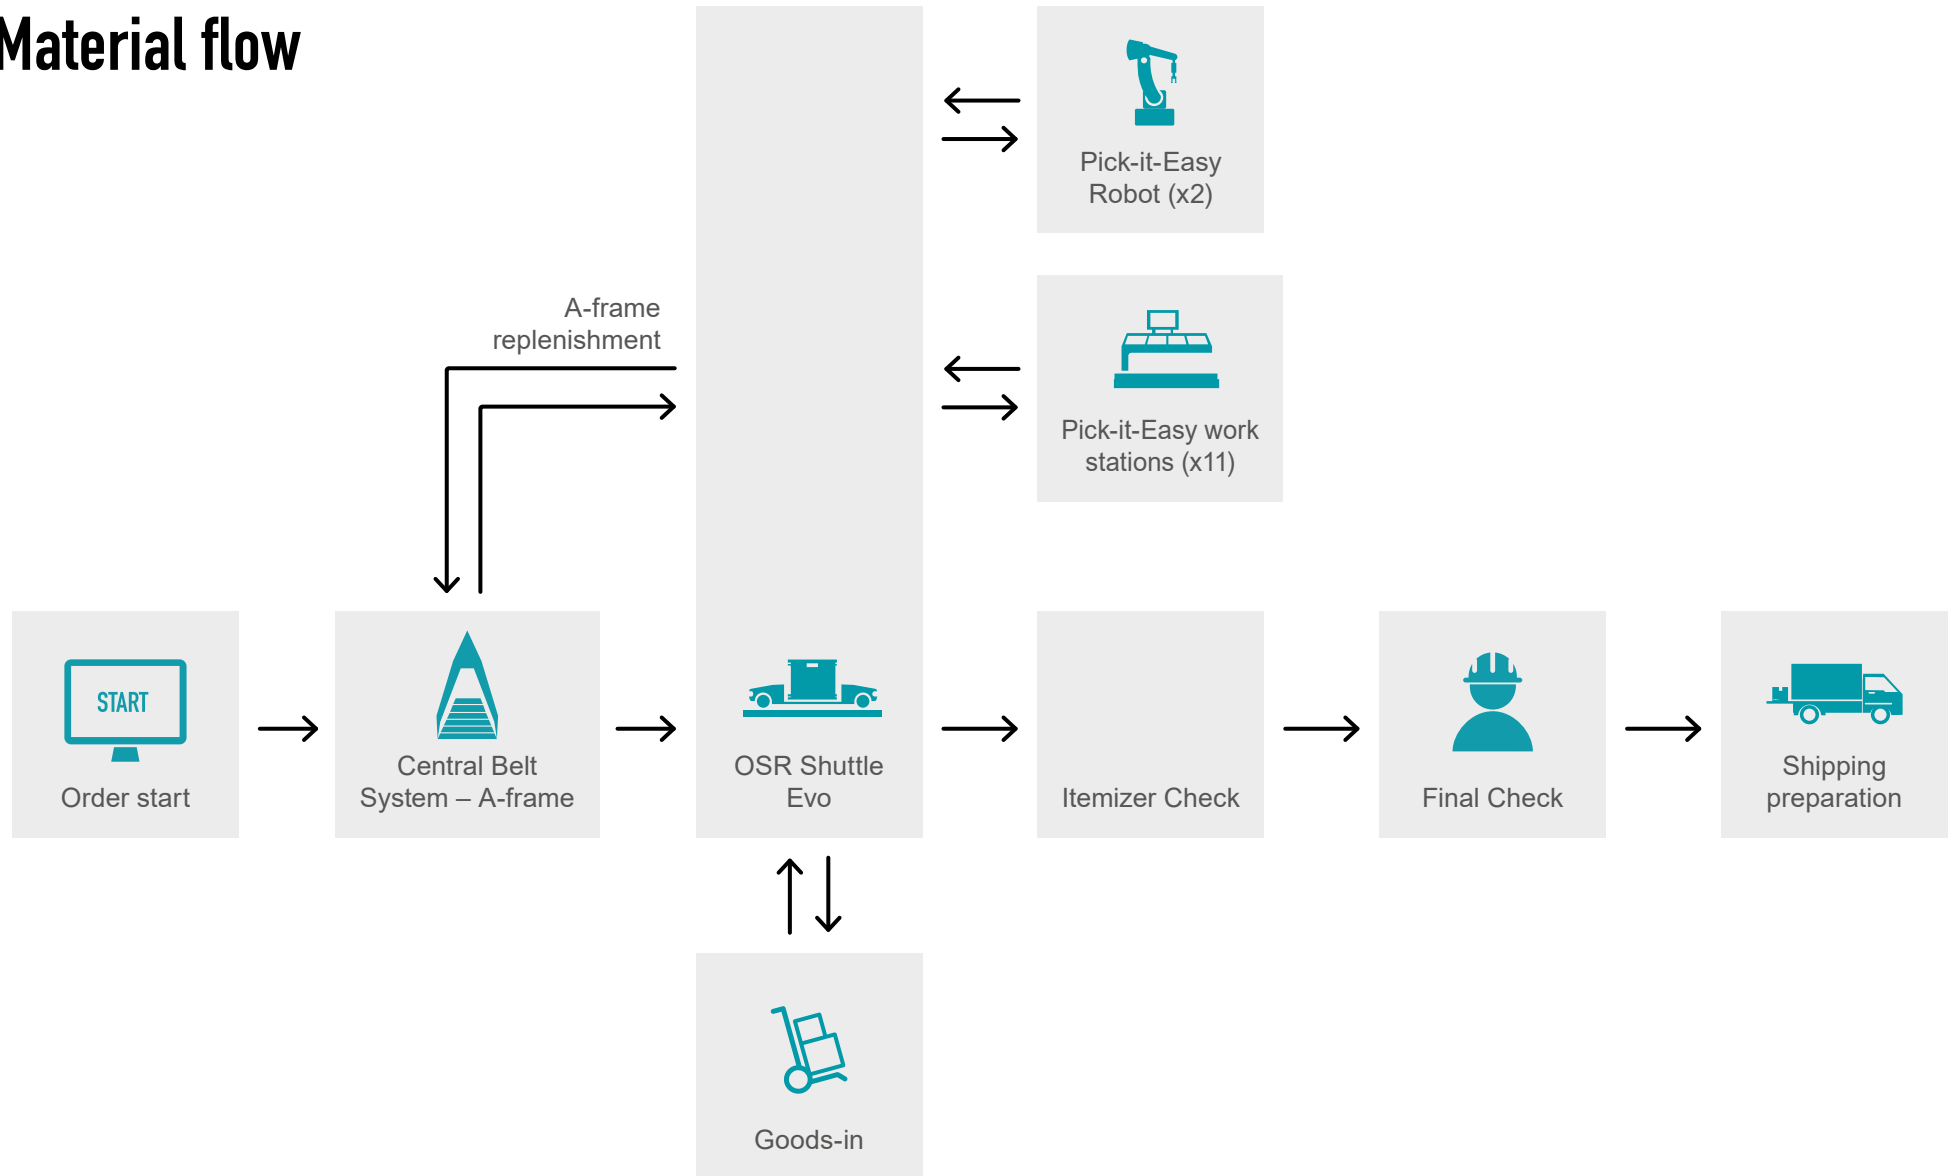 Material flow
Pick-it-Easy
Robot (x2)
A-frame
replenishment
Pick-it-Easy work
stations (x11)
START
Order start
Central Belt
System – A-frame
OSR Shuttle
Evo
Itemizer Check
Final Check
Shipping
preparation
Goods-in